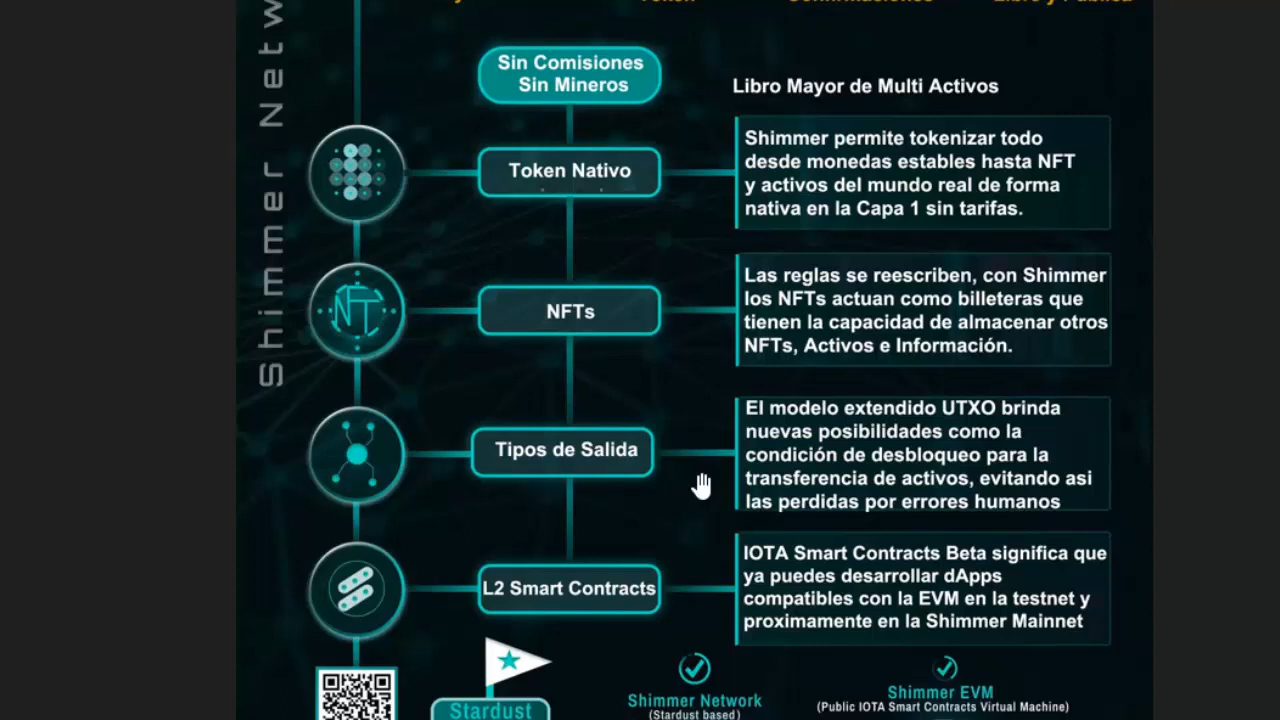 Sin Comisiones
Sin Mineros
Libro Mayor de Multi Activos
Shimmer Netw
Token Nativo
Shimmer permite tokenizar todo
desde monedas estables hasta NFT
y activos del mundo real de forma
nativa en la Capa 1 sin tarifas.
NFTs
Las reglas se reescriben, con Shimmer
los NFTs actuan como billeteras que
tienen la capacidad de almacenar otros
NFTs, Activos e Información.
Tipos de Salida
El modelo extendido UTXO brinda
nuevas posibilidades como la
condición de desbloqueo para la
transferencia de activos, evitando asi
las perdidas por errores humanos
L2 Smart Contracts
IOTA Smart Contracts Beta significa que
ya puedes desarrollar dApps
compatibles con la EVM en la testnet y
proximamente en la Shimmer Mainnet
Stardust
Shimmer Network
(Stardust based)
Shimmer EVM
(Public IOTA Smart Contracts Virtual Machine)